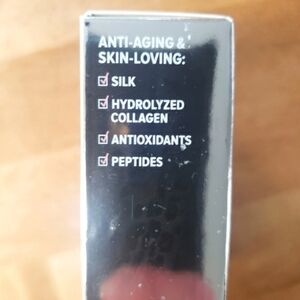 ANTI-AGING &
SKIN-LOVING:
☑ SILK
☑ HYDROLYZED
COLLAGEN
☑ ANTIOXIDANTS
☑ PEPTIDES